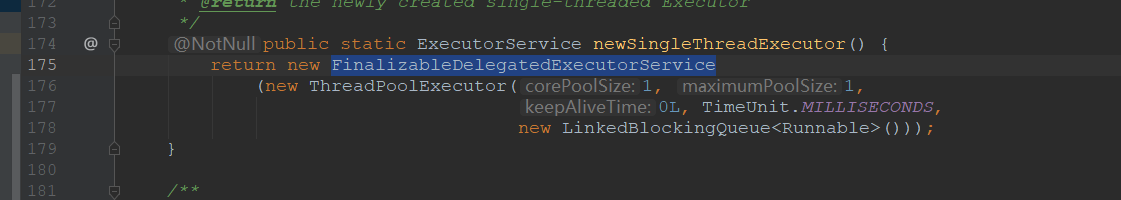 172 * @return the newly created single-threaded Executor
173 */
174 @ @NotNull public static ExecutorService newSingleThreadExecutor() {
175 return new FinalizableDelegatedExecutorService
176 (new ThreadPoolExecutor( corePoolSize: 1, maximumPoolSize: 1,
177 keepAliveTime: 0L, TimeUnit.MILLISECONDS,
178 new LinkedBlockingQueue<Runnable>()));
179 }
180
181 /**